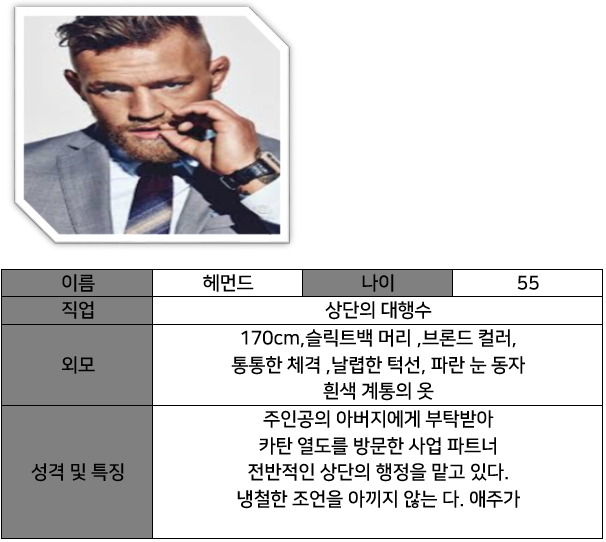 이름 헤먼드 나이 55
직업 상단의 대행수
170cm,슬릭트백 머리 ,브론드 컬러,
외모 통통한 체격 ,날렵한 턱선, 파란 눈 동자
흰색 계통의 옷
주인공의 아버지에게 부탁받아
카탄 열도를 방문한 사업 파트너
성격 및 특징 전반적인 상단의 행정을 맡고 있다.
냉철한 조언을 아끼지 않는 다. 애주가